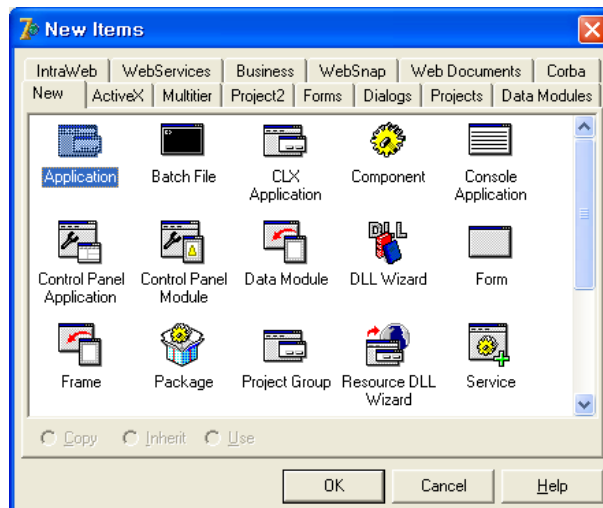 New Items
IntraWeb WebServices Business WebSnap Web Documents Corba
New ActiveX Multitier Project2 Forms Dialogs Projects Data Modules
Application Batch File CLX Application Component Console Application
Control Panel Application Control Panel Module Data Module DLL Wizard Form
Frame Package Project Group Resource DLL Wizard Service
Copy Inherit Use
OK Cancel Help